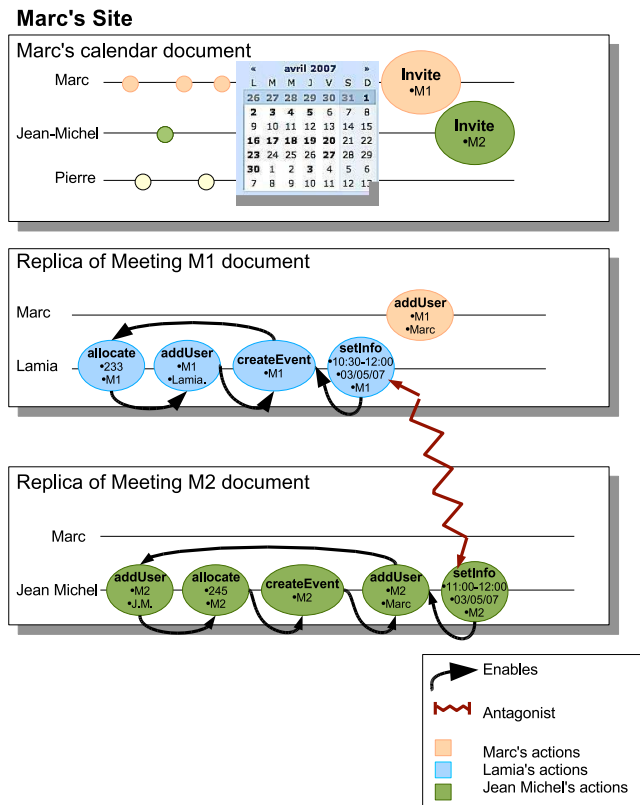 Marc's Site
Marc's calendar document
Marc
Jean-Michel
Pierre
« avril 2007 »
L M M J V S D
26 27 28 29 30 31 1
2 3 4 5 6 7 8
9 10 11 12 13 14 15
16 17 18 19 20 21 22
23 24 25 26 27 28 29
30 1 2 3 4 5 6
7 8 9 10 11 12 13
Invite
•M1
Invite
•M2
Replica of Meeting M1 document
Marc
addUser
•M1
•Marc
Lamia
allocate
•233
•M1
addUser
•M1
•Lamia.
createEvent
•M1
setInfo
•10:30-12:00
•03/05/07
•M1
Replica of Meeting M2 document
Marc
Jean Michel
addUser
•M2
•J.M.
allocate
•245
•M2
createEvent
•M2
addUser
•M2
•Marc
setInfo
•11:00-12:00
•03/05/07
•M2
Enables
Antagonist
Marc's actions
Lamia's actions
Jean Michel's actions